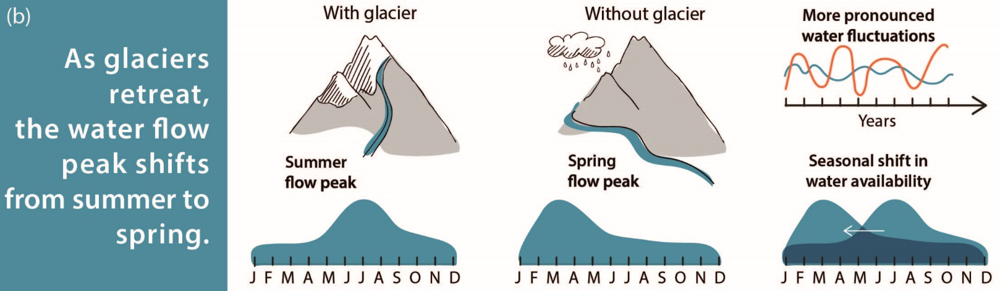 (b)
As glaciers
retreat,
the water flow
peak shifts
from summer to
spring.
With glacier
Summer
flow peak
J F M A M J J A S O N D
Without glacier
Spring
flow peak
J F M A M J J A S O N D
More pronounced
water fluctuations
Years
Seasonal shift in
water availability
J F M A M J J A S O N D